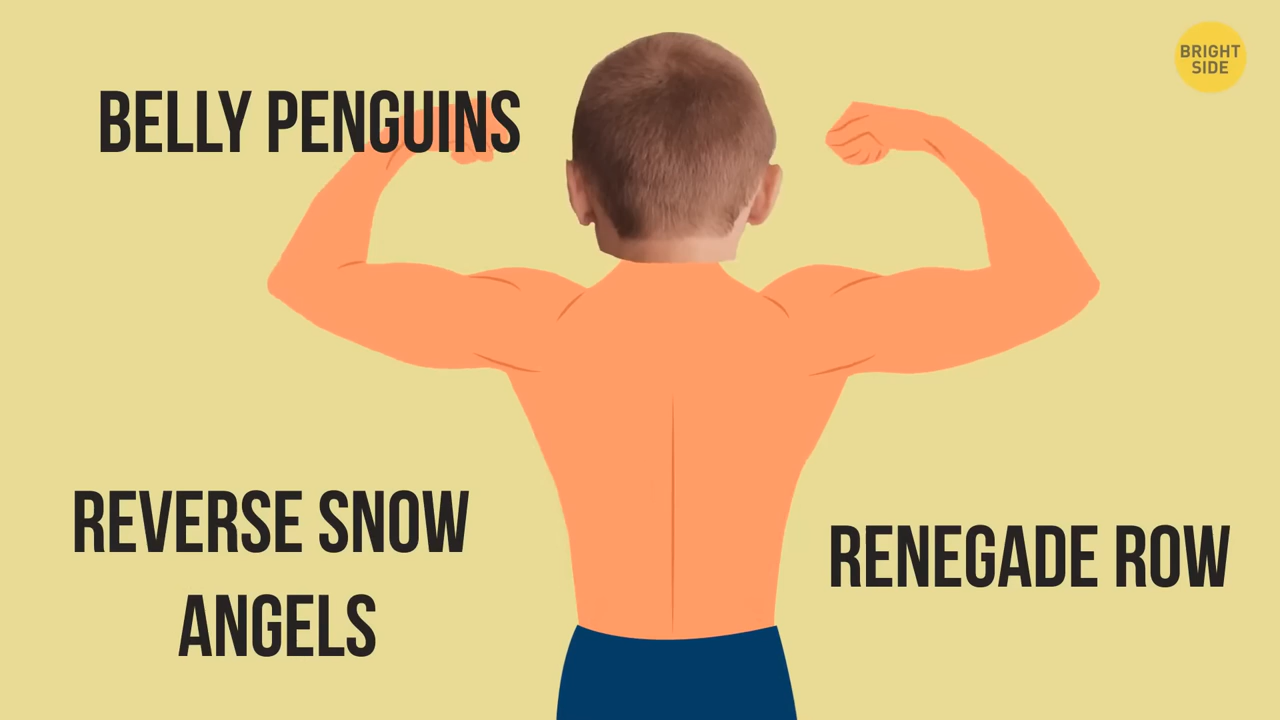 BELLY PENGUINS
BRIGHT
SIDE
REVERSE SNOW
ANGELS
RENEGADE ROW